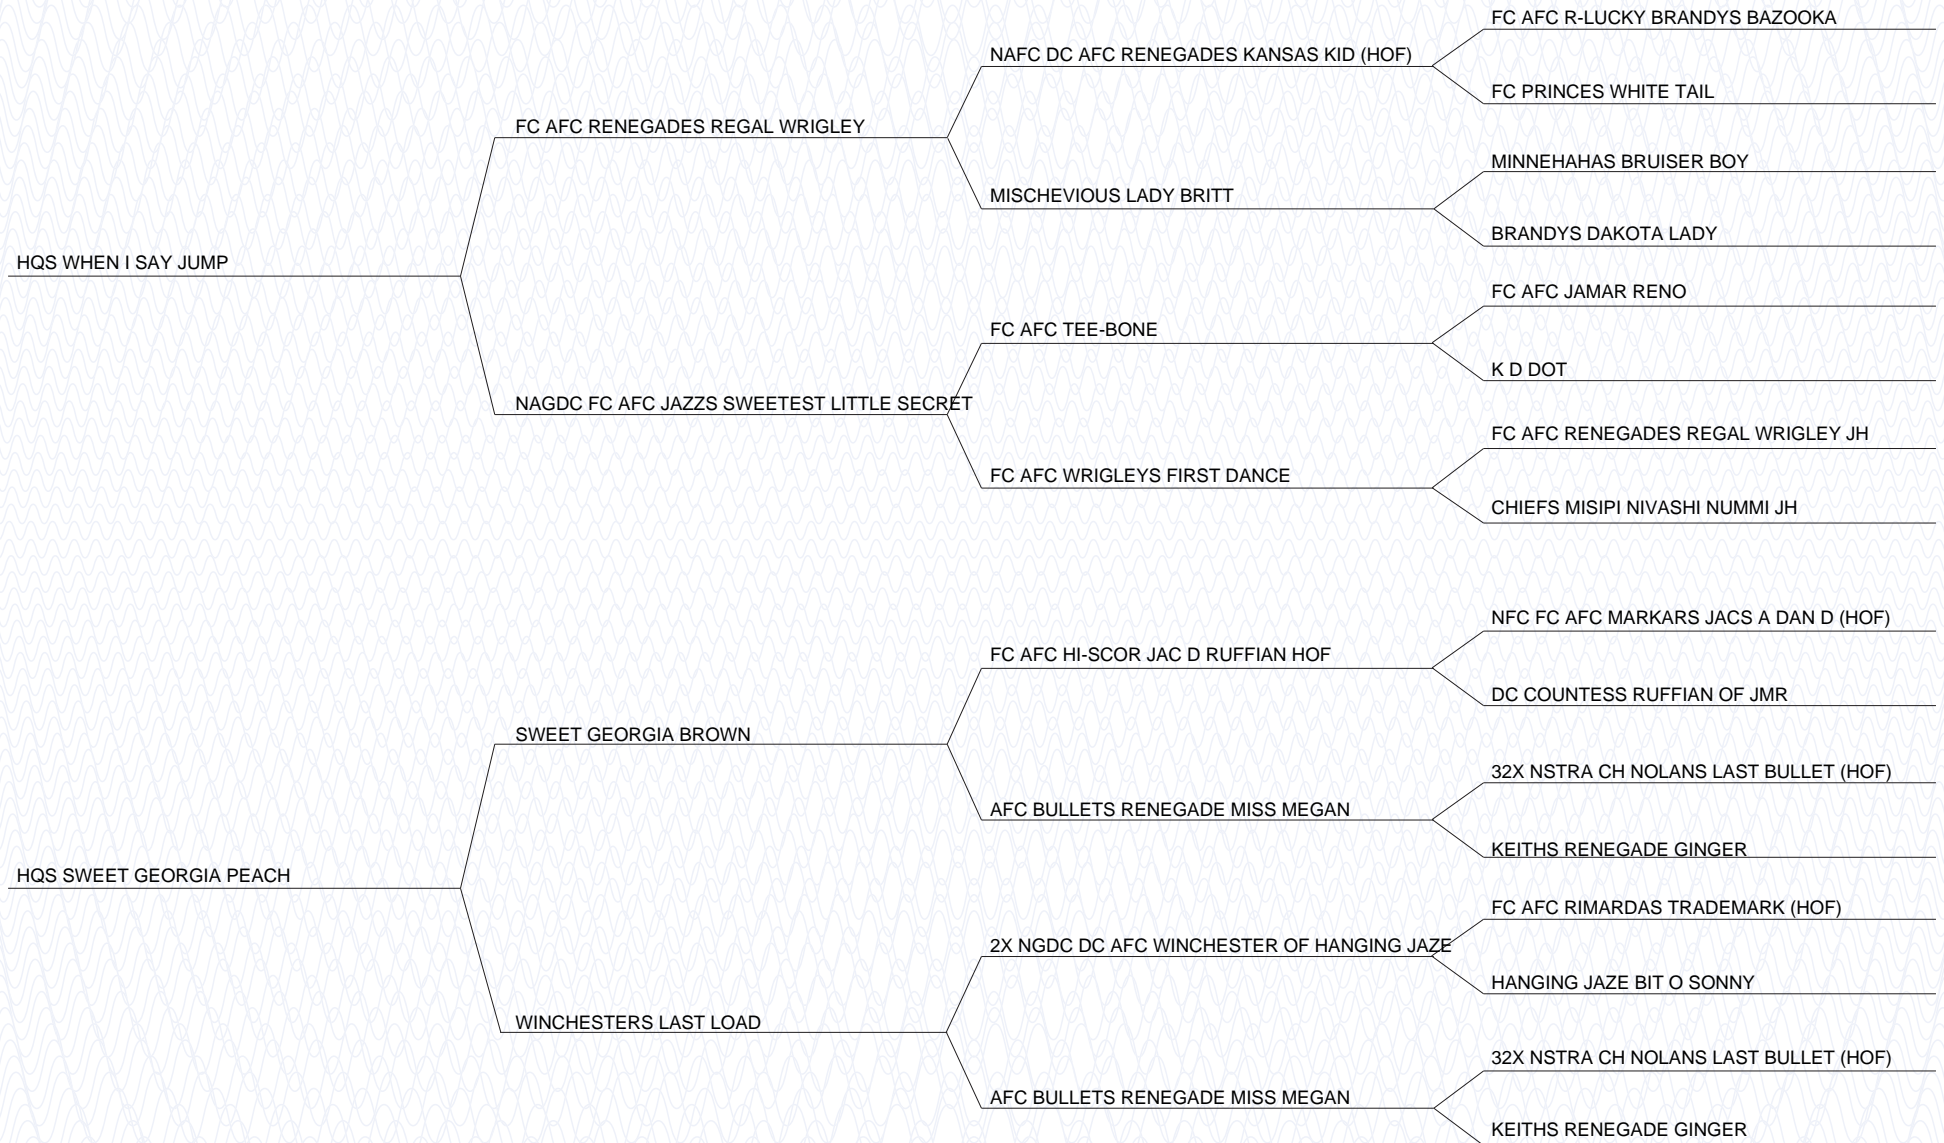 FC AFC R-LUCKY BRANDYS BAZOOKA
NAFC DC AFC RENEGADES KANSAS KID (HOF)
FC PRINCES WHITE TAIL
FC AFC RENEGADES REGAL WRIGLEY
MINNEHAHAS BRUISER BOY
MISCHEVIOUS LADY BRITT
BRANDYS DAKOTA LADY
HQS WHEN I SAY JUMP
FC AFC JAMAR RENO
FC AFC TEE-BONE
K D DOT
NAGDC FC AFC JAZZS SWEETEST LITTLE SECRET
FC AFC RENEGADES REGAL WRIGLEY JH
FC AFC WRIGLEYS FIRST DANCE
CHIEFS MISIPI NIVASHI NUMMI JH
NFC FC AFC MARKARS JACS A DAN D (HOF)
FC AFC HI-SCOR JAC D RUFFIAN HOF
DC COUNTESS RUFFIAN OF JMR
SWEET GEORGIA BROWN
32X NSTRA CH NOLANS LAST BULLET (HOF)
AFC BULLETS RENEGADE MISS MEGAN
KEITHS RENEGADE GINGER
HQS SWEET GEORGIA PEACH
FC AFC RIMARDAS TRADEMARK (HOF)
2X NGDC DC AFC WINCHESTER OF HANGING JAZE
HANGING JAZE BIT O SONNY
WINCHESTERS LAST LOAD
32X NSTRA CH NOLANS LAST BULLET (HOF)
AFC BULLETS RENEGADE MISS MEGAN
KEITHS RENEGADE GINGER